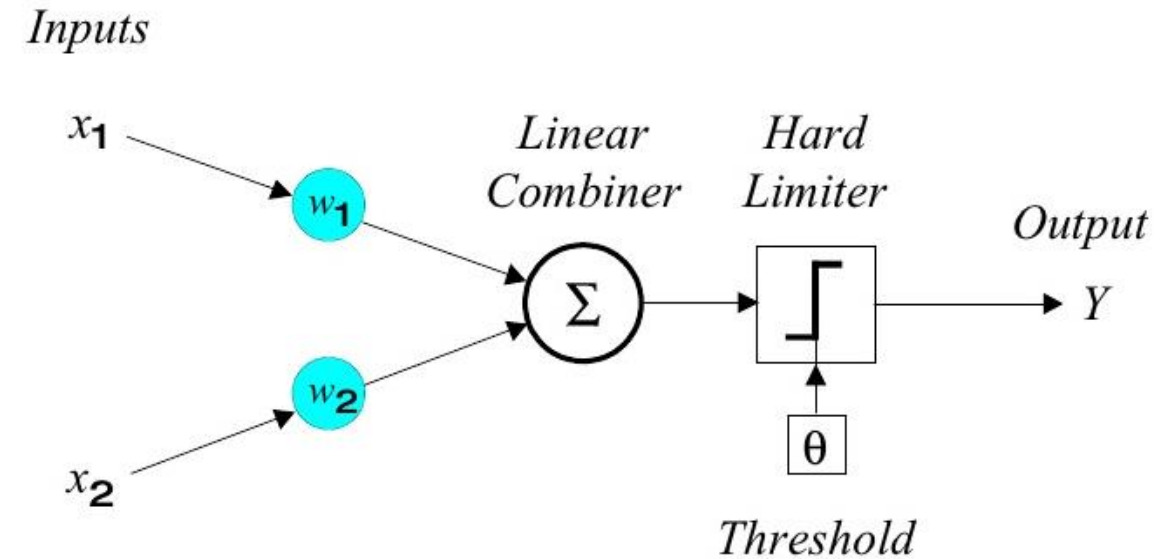 Inputs
x1
Linear
Combiner
Hard
Limiter
w1
Output
Σ
Y
w2
θ
x2
Threshold